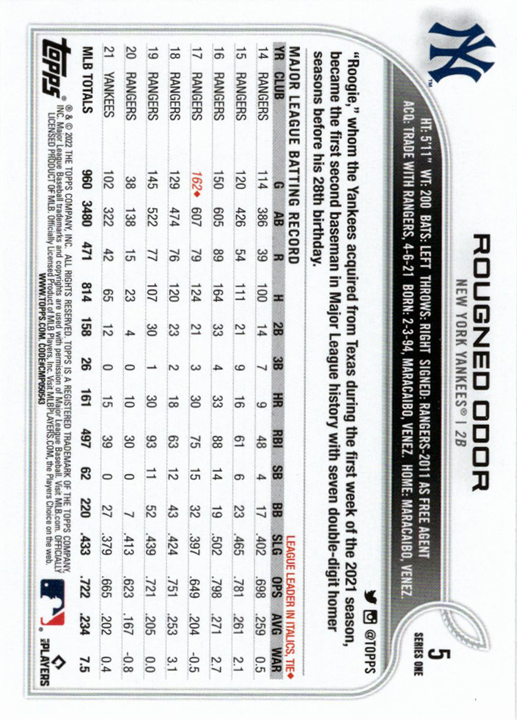 5
SERIES ONE
ROUGNED ODOR
NEW YORK YANKEES® | 2B
HT: 5'11" WT: 200 BATS: LEFT THROWS: RIGHT SIGNED: RANGERS-2011 AS FREE AGENT
ACQ: TRADE WITH RANGERS, 4-6-21 BORN: 2-3-94, MARACAIBO, VENEZ. HOME: MARACAIBO, VENEZ.
NY
TM
@TOPPS
"Roogie," whom the Yankees acquired from Texas during the first week of the 2021 season,
became the first second baseman in Major League history with seven double-digit homer
seasons before his 28th birthday.
MAJOR LEAGUE BATTING RECORD LEAGUE LEADER IN ITALICS, TIE♦
YR CLUB G AB R H 2B 3B HR RBI SB BB SLG OPS AVG WAR
14 RANGERS 114 386 39 100 14 7 9 48 4 17 .402 .698 .259 0.5
15 RANGERS 120 426 54 111 21 9 16 61 6 23 .465 .781 .261 2.1
16 RANGERS 150 605 89 164 33 4 33 88 14 19 .502 .798 .271 2.7
17 RANGERS 162♦ 607 79 124 21 3 30 75 15 32 .397 .649 .204 -0.5
18 RANGERS 129 474 76 120 23 2 18 63 12 43 .424 .751 .253 3.1
19 RANGERS 145 522 77 107 30 1 30 93 11 52 .439 .721 .205 0.0
20 RANGERS 38 138 15 23 4 0 10 30 0 7 .413 .623 .167 -0.8
21 YANKEES 102 322 42 65 12 0 15 39 0 27 .379 .665 .202 0.4
MLB TOTALS 960 3480 471 814 158 26 161 497 62 220 .433 .722 .234 7.5
topps
® & © 2022 THE TOPPS COMPANY, INC. ALL RIGHTS RESERVED. TOPPS IS A REGISTERED TRADEMARK OF THE TOPPS COMPANY,
INC. Major League Baseball trademarks and copyrights are used with permission of Major League Baseball. Visit MLB.com. OFFICIALLY
LICENSED PRODUCT OF MLB Players, Inc. Visit MLBPLAYERS.COM, the Players Choice on the web.
WWW.TOPPS.COM. CODE#CMP05043
MLB PLAYERS